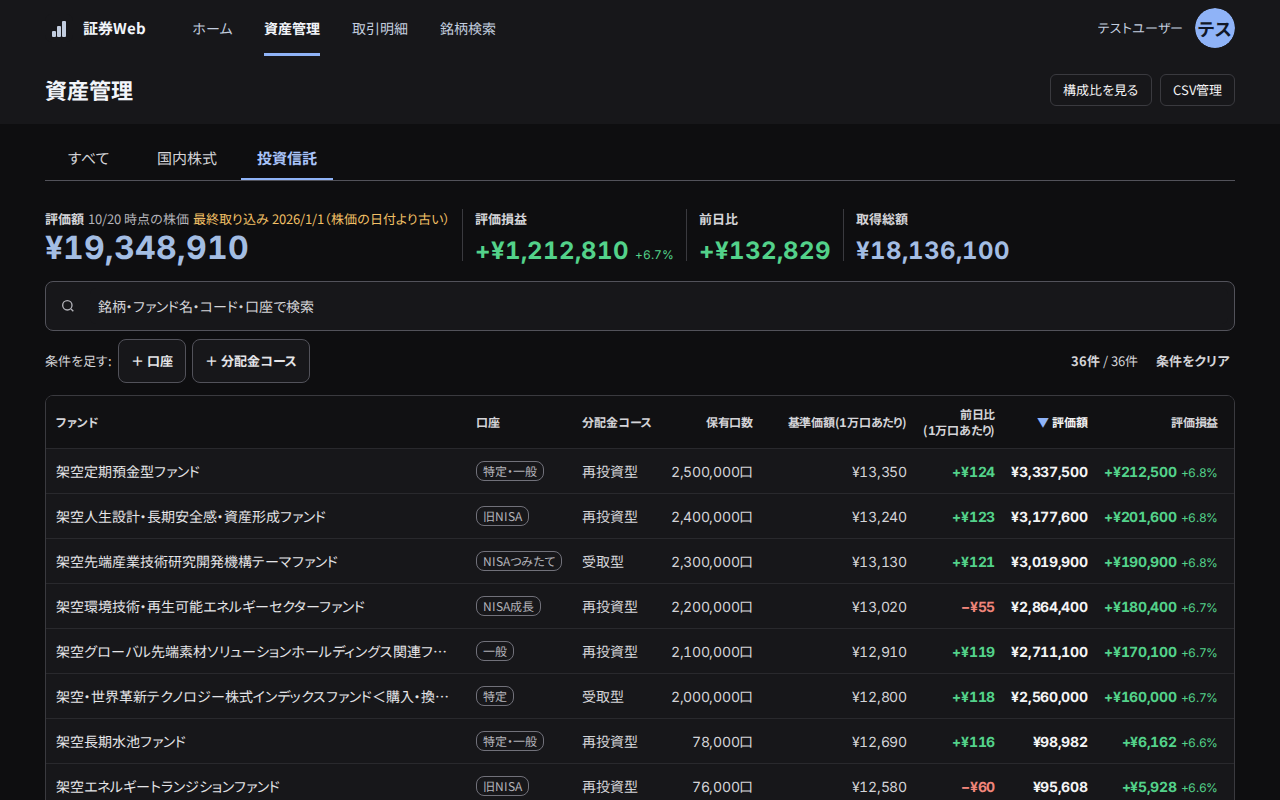 証券Web ホーム 資産管理 取引明細 銘柄検索 テストユーザー テス
資産管理 構成比を見る CSV管理
すべて 国内株式 投資信託
評価額 10/20 時点の株価 最終取り込み 2026/1/1（株価の日付より古い） 評価損益 前日比 取得総額
¥19,348,910 +¥1,212,810 +6.7% +¥132,829 ¥18,136,100
銘柄・ファンド名・コード・口座で検索
条件を足す: ＋ 口座 ＋ 分配金コース 36件 / 36件 条件をクリア
ファンド 口座 分配金コース 保有口数 基準価額(1万口あたり) 前日比 (1万口あたり) ▼ 評価額 評価損益
架空定期預金型ファンド 特定・一般 再投資型 2,500,000口 ¥13,350 +¥124 ¥3,337,500 +¥212,500 +6.8%
架空人生設計・長期安全感・資産形成ファンド 旧NISA 再投資型 2,400,000口 ¥13,240 +¥123 ¥3,177,600 +¥201,600 +6.8%
架空先端産業技術研究開発機構テーマファンド NISAつみたて 受取型 2,300,000口 ¥13,130 +¥121 ¥3,019,900 +¥190,900 +6.8%
架空環境技術・再生可能エネルギーセクターファンド NISA成長 再投資型 2,200,000口 ¥13,020 −¥55 ¥2,864,400 +¥180,400 +6.7%
架空グローバル先端素材ソリューションホールディングス関連フ… 一般 再投資型 2,100,000口 ¥12,910 +¥119 ¥2,711,100 +¥170,100 +6.7%
架空・世界革新テクノロジー株式インデックスファンド＜購入・換… 特定 受取型 2,000,000口 ¥12,800 +¥118 ¥2,560,000 +¥160,000 +6.7%
架空長期水池ファンド 特定・一般 再投資型 78,000口 ¥12,690 +¥116 ¥98,982 +¥6,162 +6.6%
架空エネルギートランジションファンド 旧NISA 再投資型 76,000口 ¥12,580 −¥60 ¥95,608 +¥5,928 +6.6%